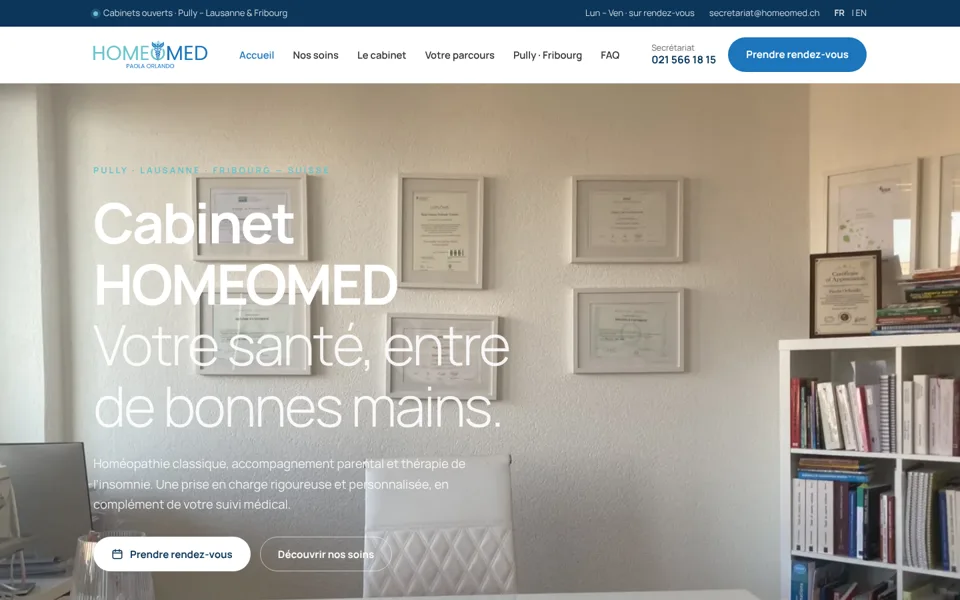 Cabinets ouverts · Pully – Lausanne & Fribourg
Lun – Ven · sur rendez-vous
secretariat@homeomed.ch
FR | EN
HOMEOMED
PAOLA ORLANDO
Accueil
Nos soins
Le cabinet
Votre parcours
Pully · Fribourg
FAQ
Secrétariat
021 566 18 15
Prendre rendez-vous
PULLY · LAUSANNE · FRIBOURG – SUISSE
Cabinet
HOMEOMED
Votre santé, entre
de bonnes mains.
Homéopathie classique, accompagnement parental et thérapie de
l'insomnie. Une prise en charge rigoureuse et personnalisée, en
complément de votre suivi médical.
Prendre rendez-vous
Découvrir nos soins
Certificate
of Appreciation